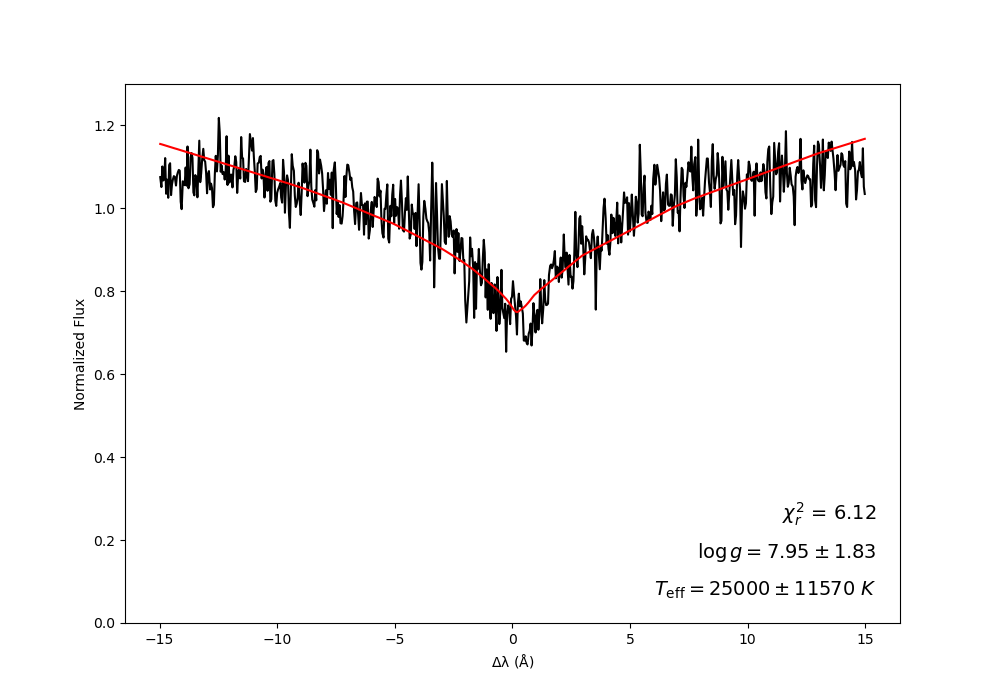 1.2
1.0
0.8
0.6
0.4
0.2
0.0
Normalized Flux
χ²ᵣ = 6.12
log g = 7.95 ± 1.83
T_eff = 25000 ± 11570 K
−15 −10 −5 0 5 10 15
Δλ (Å)